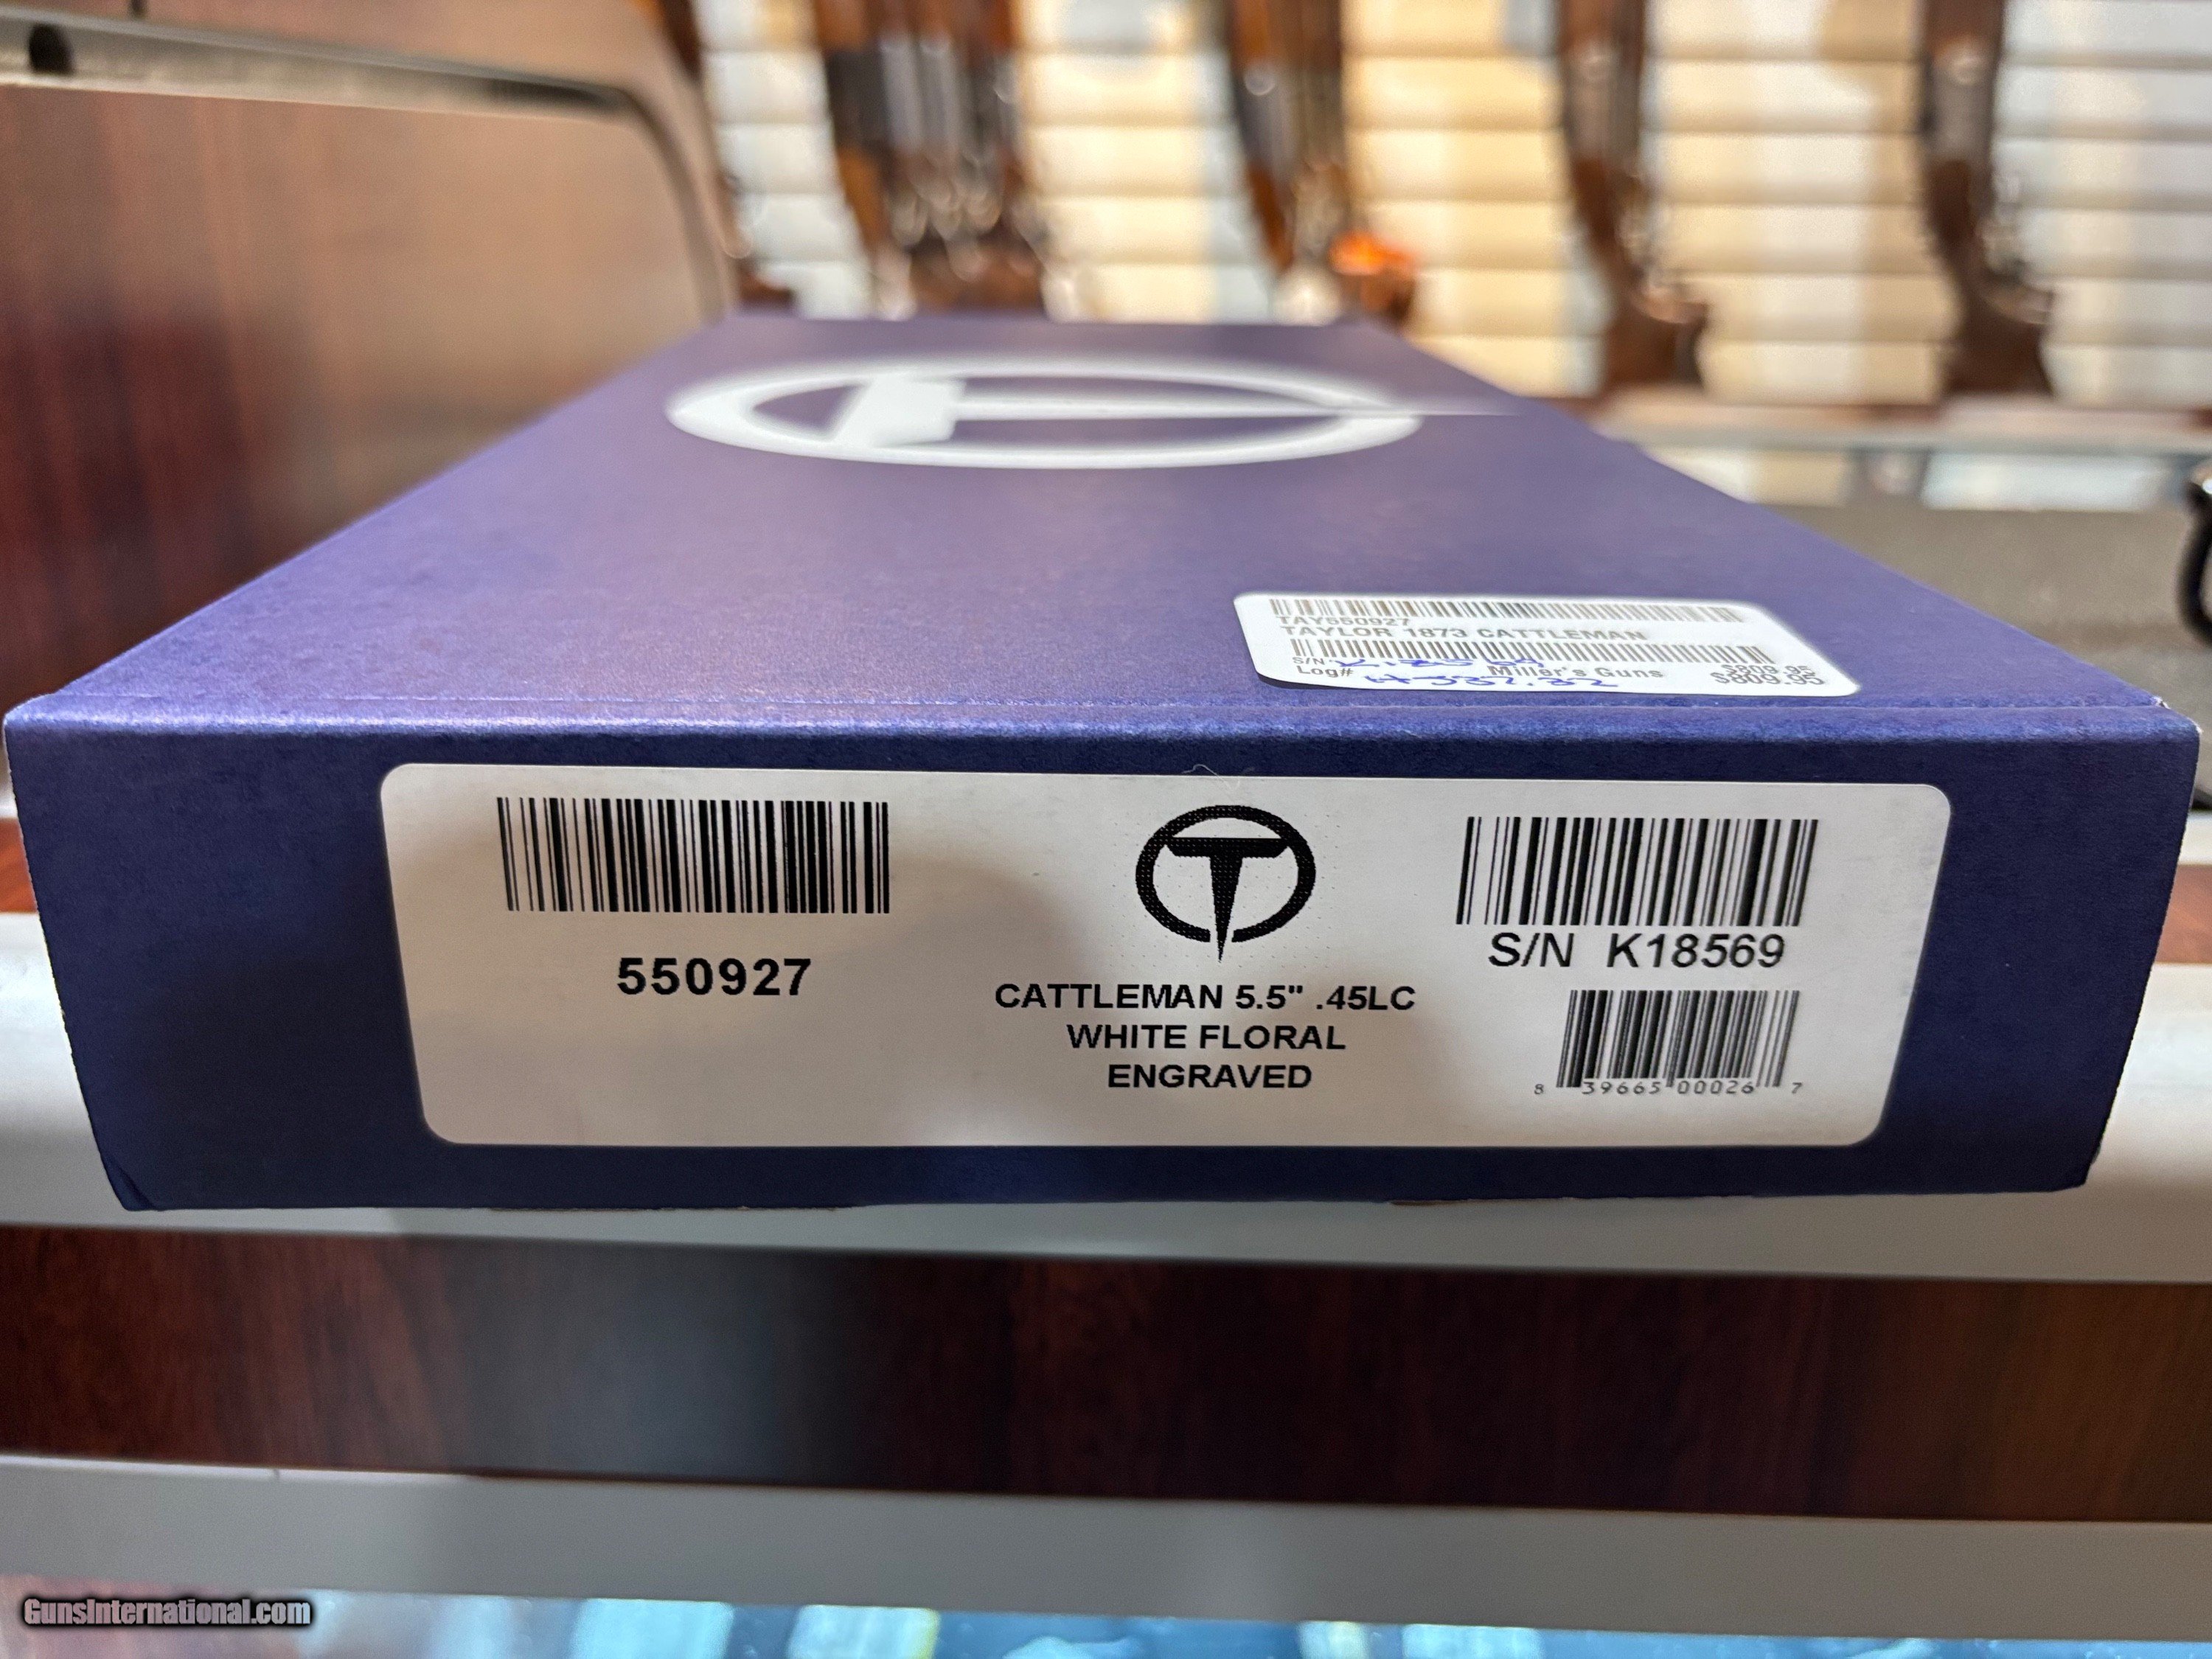 TAY550927
TAYLOR 1873 CATTLEMAN
S/N
Log# Miller's Guns $809.95
$809.95
550927
T
CATTLEMAN 5.5" .45LC
WHITE FLORAL
ENGRAVED
S/N K18569
8 39665 00026 7
GunsInternational.com